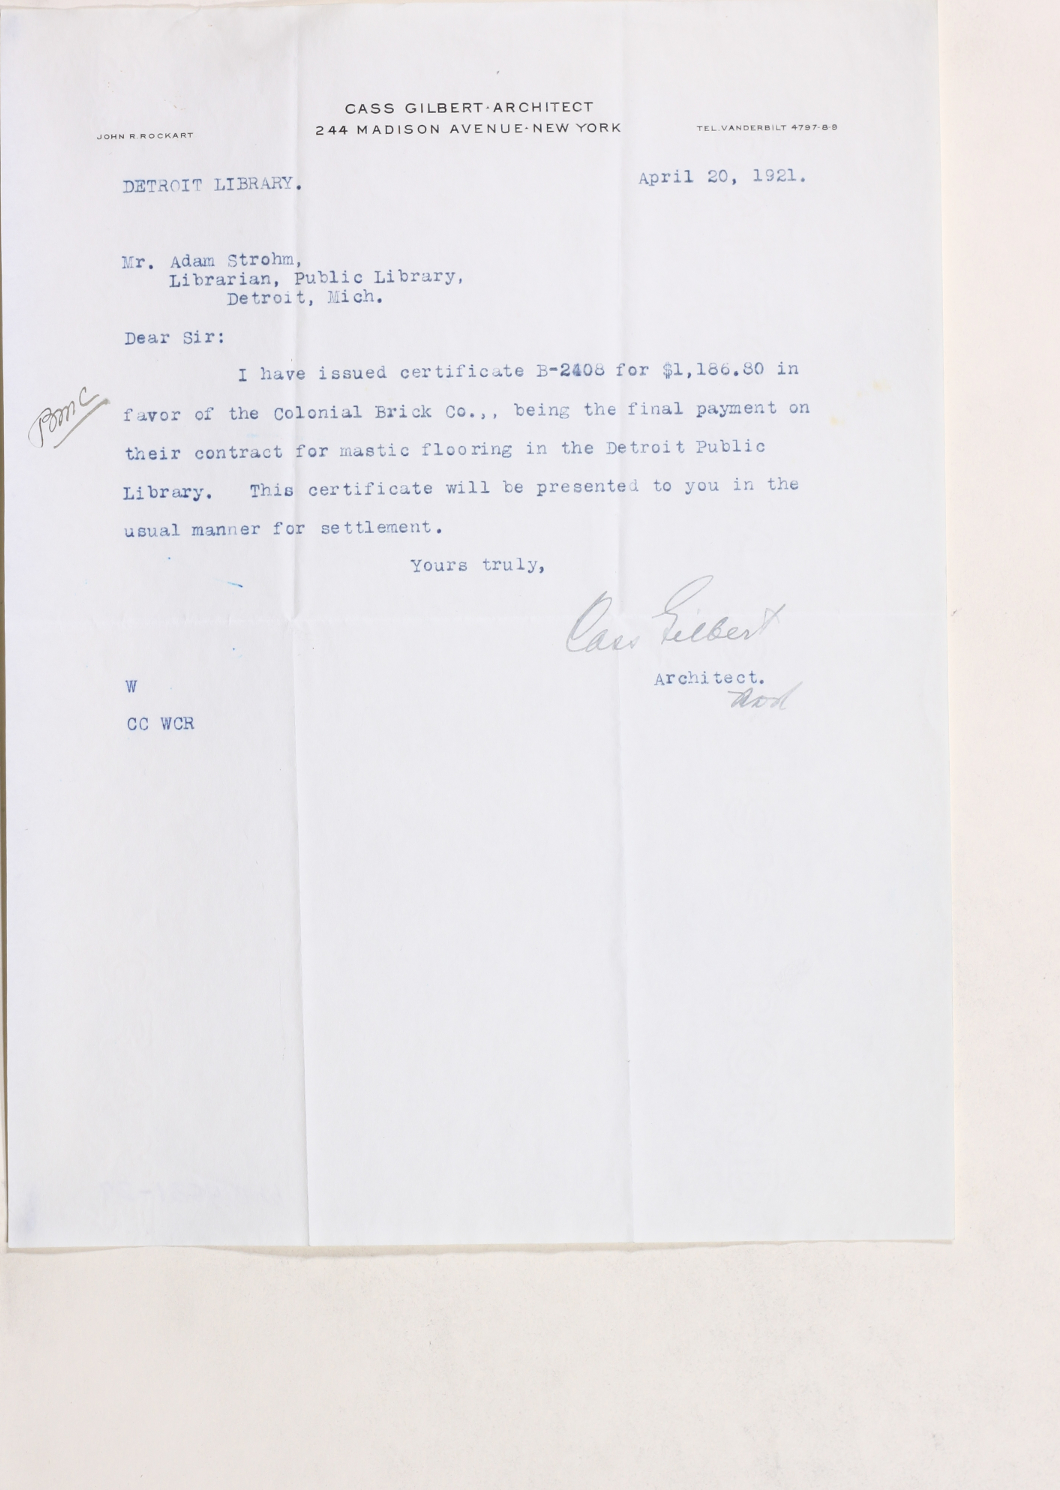 CASS GILBERT·ARCHITECT
244 MADISON AVENUE·NEW YORK
JOHN R. ROCKART
TEL. VANDERBILT 4797-8-9
DETROIT LIBRARY.
April 20, 1921.
Mr. Adam Strohm,
Librarian, Public Library,
Detroit, Mich.
Dear Sir:
I have issued certificate B-2408 for $1,186.80 in
BMC
favor of the Colonial Brick Co.,, being the final payment on
their contract for mastic flooring in the Detroit Public
Library. This certificate will be presented to you in the
usual manner for settlement.
Yours truly,
Cass Gilbert
Architect.
W
CC WCR